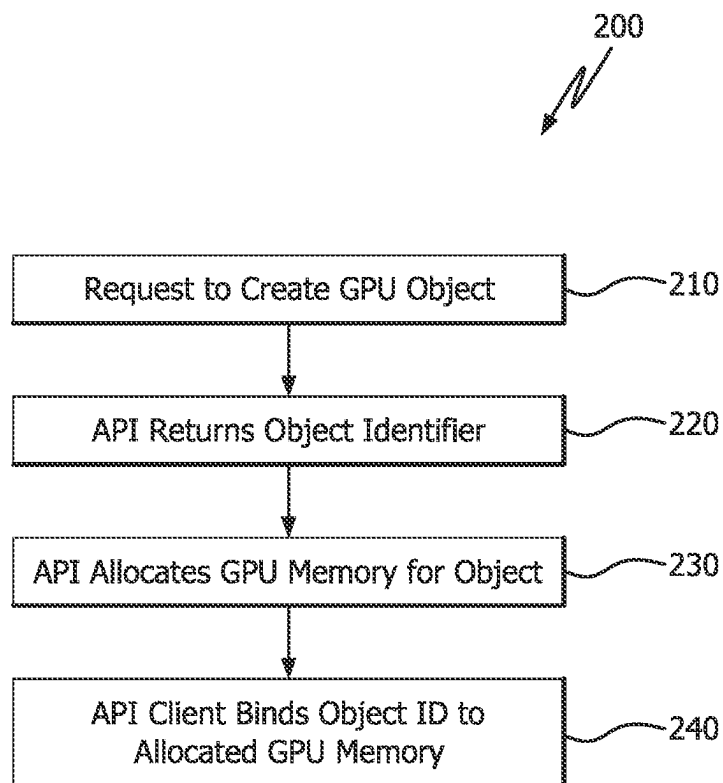 200
Request to Create GPU Object
210
API Returns Object Identifier
220
API Allocates GPU Memory for Object
230
API Client Binds Object ID to
Allocated GPU Memory
240